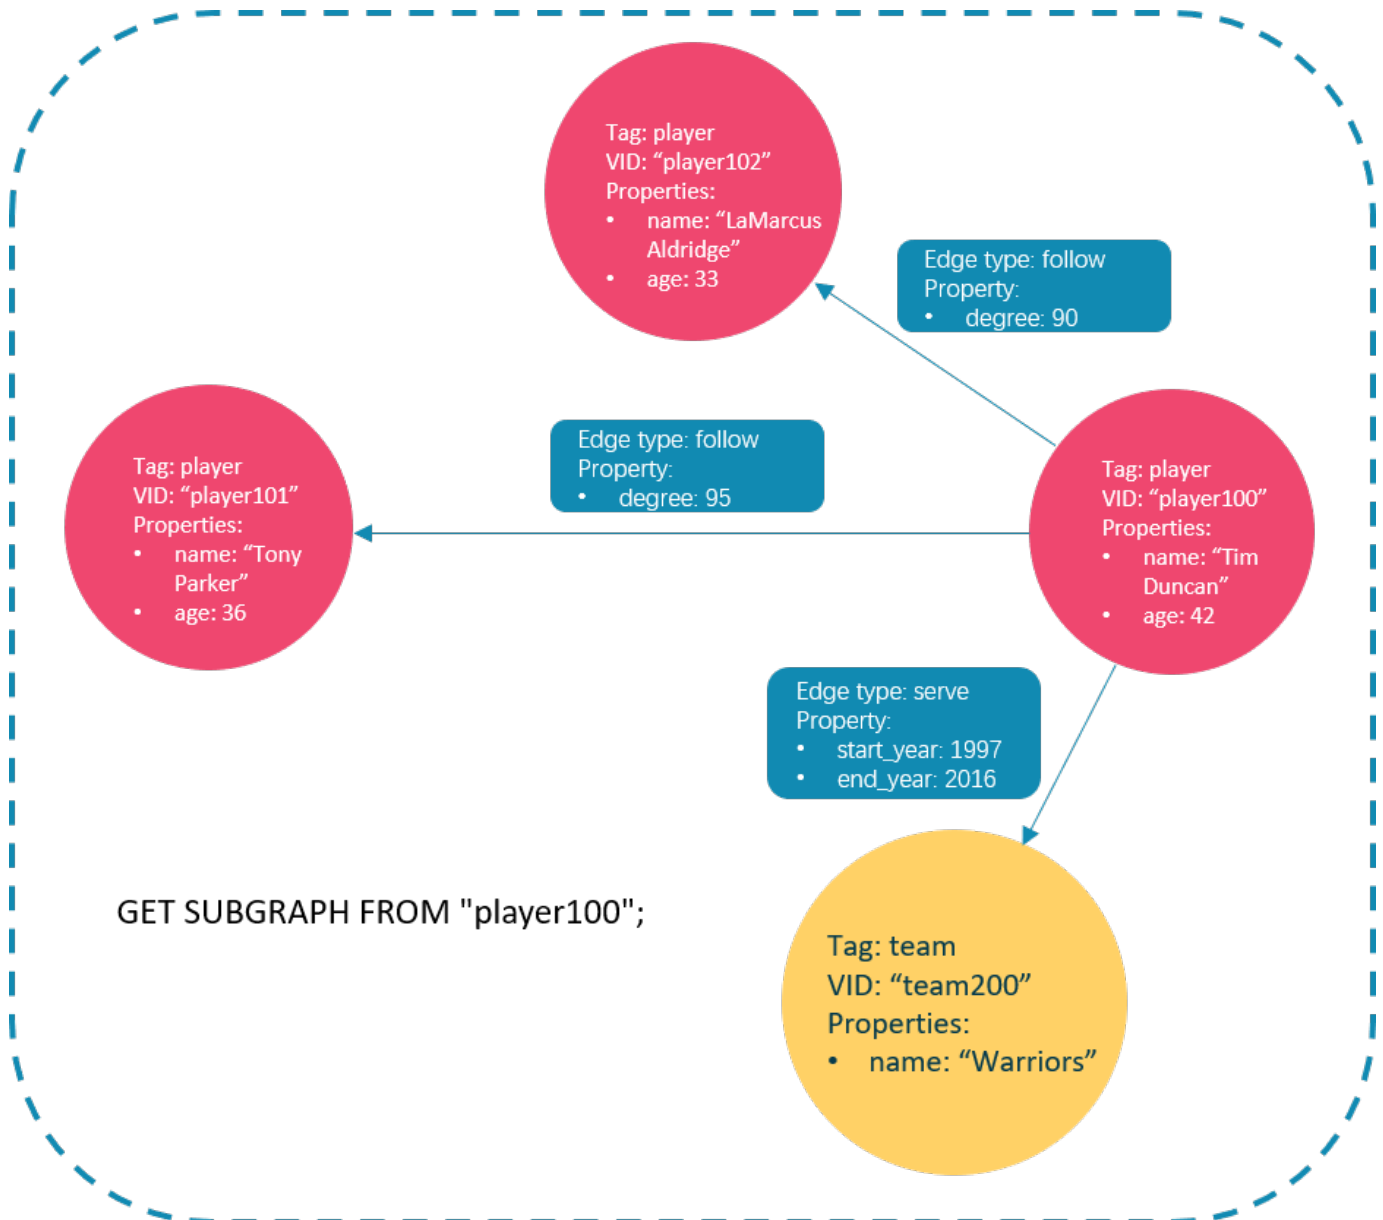 Tag: player
VID: “player102”
Properties:
• name: “LaMarcus
Aldridge”
• age: 33
Edge type: follow
Property:
• degree: 90
Edge type: follow
Property:
• degree: 95
Tag: player
VID: “player101”
Properties:
• name: “Tony
Parker”
• age: 36
Tag: player
VID: “player100”
Properties:
• name: “Tim
Duncan”
• age: 42
Edge type: serve
Property:
• start_year: 1997
• end_year: 2016
GET SUBGRAPH FROM "player100";
Tag: team
VID: “team200”
Properties:
• name: “Warriors”